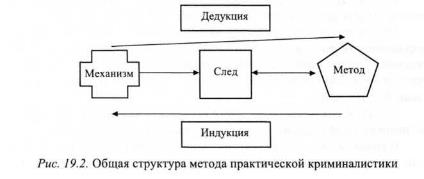 Дедукция
Механизм
След
Метод
Индукция
Рис. 19.2. Общая структура метода практической криминалистики